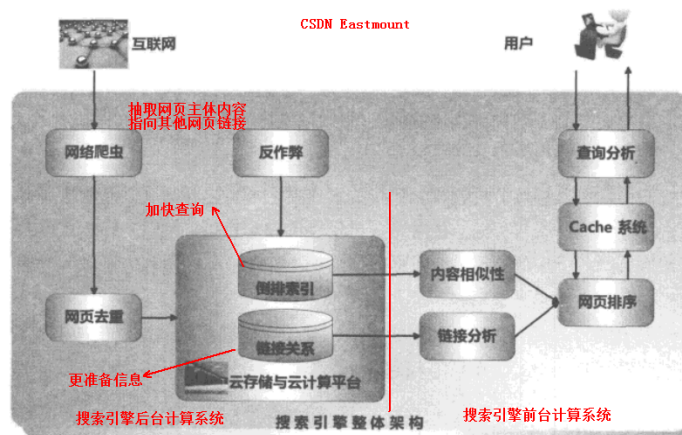 CSDN Eastmount
互联网
用户
抽取网页主体内容
指向其他网页链接
网络爬虫
反作弊
查询分析
加快查询
Cache 系统
倒排索引
内容相似性
网页去重
网页排序
链接关系
链接分析
更准备信息
云存储与云计算平台
搜索引擎后台计算系统
搜索引擎整体架构
搜索引擎前台计算系统